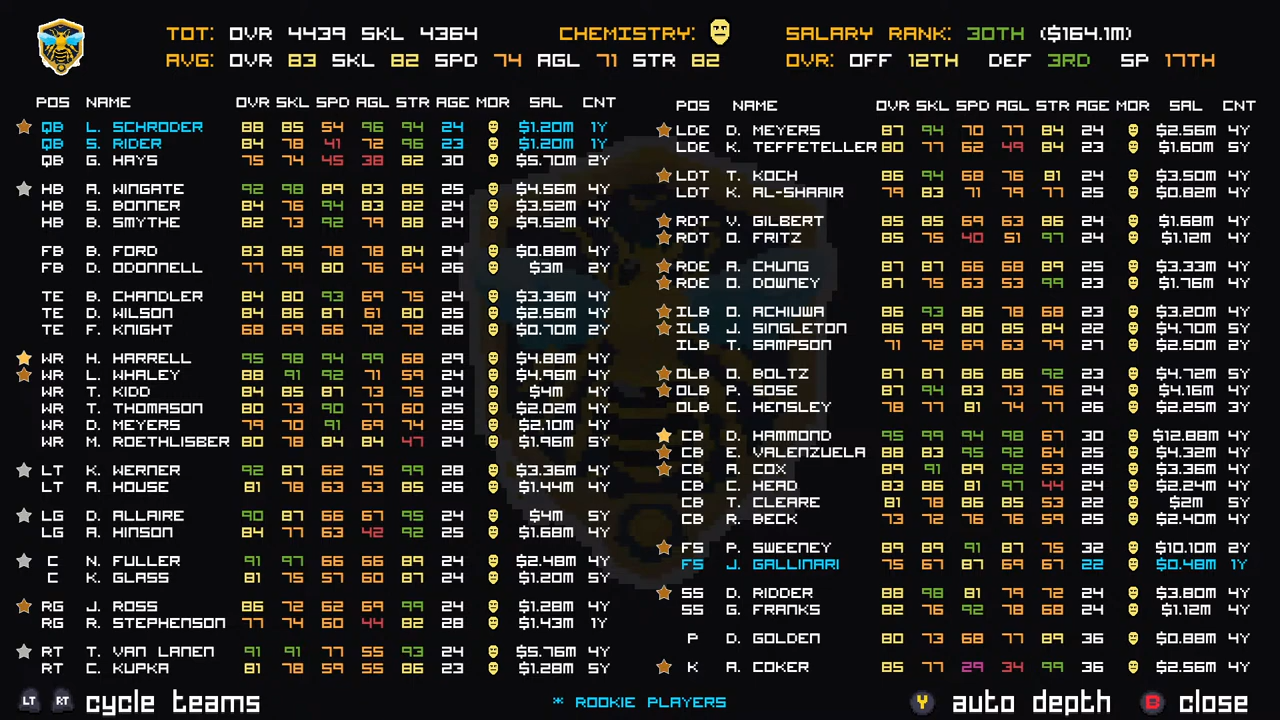 TOT: OVR 4439 SKL 4364 CHEMISTRY: SALARY RANK: 30TH ($164.1M)
AVG: OVR 83 SKL 82 SPD 74 AGL 71 STR 82 OVR: OFF 12TH DEF 3RD SP 17TH
POS NAME OVR SKL SPD AGL STR AGE MOR SAL CNT
QB L. SCHRODER 88 85 54 96 94 24 $1.20M 1Y
QB S. RIDER 84 78 41 72 96 23 $1.20M 1Y
QB G. HAYS 75 74 45 38 82 30 $5.70M 2Y
HB A. WINGATE 92 98 89 83 85 25 $4.56M 4Y
HB S. BONNER 84 76 94 83 82 24 $3.52M 4Y
HB B. SMYTHE 82 73 92 79 88 24 $9.52M 4Y
FB B. FORD 83 85 78 78 84 24 $0.88M 4Y
FB D. ODONNELL 77 79 80 76 64 26 $3M 2Y
TE B. CHANDLER 84 80 93 69 75 24 $3.36M 4Y
TE D. WILSON 84 86 87 61 80 25 $2.56M 4Y
TE F. KNIGHT 68 69 66 72 72 26 $0.70M 2Y
WR H. HARRELL 95 98 94 99 68 29 $4.88M 4Y
WR L. WHALEY 88 91 92 71 59 24 $4.96M 4Y
WR T. KIDD 84 85 87 73 75 24 $4M 4Y
WR T. THOMASON 80 73 90 77 60 25 $2.02M 4Y
WR D. MEYERS 79 70 91 69 74 25 $2.10M 4Y
WR M. ROETHLISBER 80 78 84 84 47 24 $1.96M 5Y
LT K. WERNER 92 87 62 75 99 28 $3.36M 4Y
LT A. HOUSE 81 78 63 53 85 26 $1.44M 4Y
LG D. ALLAIRE 90 87 66 67 95 24 $4M 5Y
LG A. HINSON 84 77 63 42 92 25 $1.68M 4Y
C N. FULLER 91 97 66 66 89 24 $2.48M 4Y
C K. GLASS 81 75 57 60 87 24 $1.20M 5Y
RG J. ROSS 86 72 62 69 99 24 $1.28M 4Y
RG R. STEPHENSON 77 74 60 44 82 28 $1.43M 1Y
RT T. VAN LANEN 91 91 77 55 93 24 $5.76M 4Y
RT C. KUPKA 81 78 59 55 86 23 $1.28M 5Y
POS NAME OVR SKL SPD AGL STR AGE MOR SAL CNT
LDE D. MEYERS 87 94 70 77 84 24 $2.56M 4Y
LDE K. TEFFETELLER 80 77 62 49 84 23 $1.60M 5Y
LDT T. KOCH 86 94 68 76 81 24 $3.50M 4Y
LDT K. AL-SHAAIR 79 83 71 79 77 25 $0.82M 4Y
RDT V. GILBERT 85 85 69 63 86 24 $1.68M 4Y
RDT O. FRITZ 85 75 40 51 97 24 $1.12M 4Y
RDE A. CHUNG 87 87 66 68 89 25 $3.33M 4Y
RDE O. DOWNEY 87 75 63 53 99 23 $1.76M 4Y
ILB O. ACHIUWA 86 93 86 78 68 23 $3.20M 4Y
ILB J. SINGLETON 86 89 80 85 84 22 $4.70M 5Y
ILB T. SAMPSON 71 72 69 63 79 27 $2.50M 2Y
OLB O. BOLTZ 87 87 86 86 92 23 $4.72M 5Y
OLB P. SOSE 87 94 83 73 76 24 $4.16M 4Y
OLB C. HENSLEY 78 77 81 74 77 26 $2.25M 3Y
CB D. HAMMOND 95 99 94 98 67 30 $12.88M 4Y
CB E. VALENZUELA 88 83 95 92 64 25 $4.32M 4Y
CB A. COX 89 91 89 92 53 25 $3.36M 4Y
CB C. HEAD 83 86 81 97 44 24 $2.24M 4Y
CB T. CLEARE 81 78 86 85 53 22 $2M 5Y
CB R. BECK 73 72 76 76 59 25 $2.40M 4Y
FS P. SWEENEY 89 89 91 87 75 32 $10.10M 2Y
FS J. GALLINARI 75 67 87 69 67 22 $0.48M 1Y
SS D. RIDDER 88 98 81 79 72 24 $3.80M 4Y
SS G. FRANKS 82 76 92 78 68 24 $1.12M 4Y
P D. GOLDEN 80 73 68 77 89 36 $0.88M 4Y
K A. COKER 85 77 29 34 99 36 $2.56M 4Y
LT RT cycle teams * ROOKIE PLAYERS Y auto depth B close